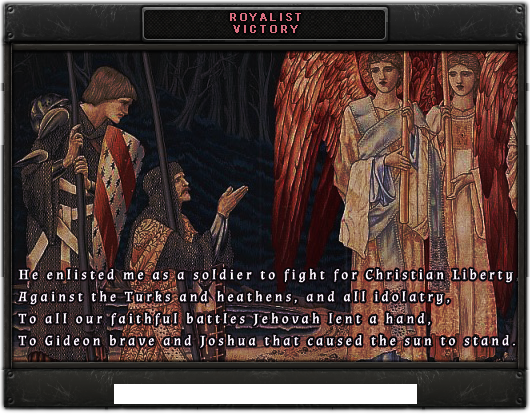 ROYALIST
VICTORY
He enlisted me as a soldier to fight for Christian Liberty
Against the Turks and heathens, and all idolatry,
To all our faithful battles Jehovah lent a hand,
To Gideon brave and Joshua that caused the sun to stand.